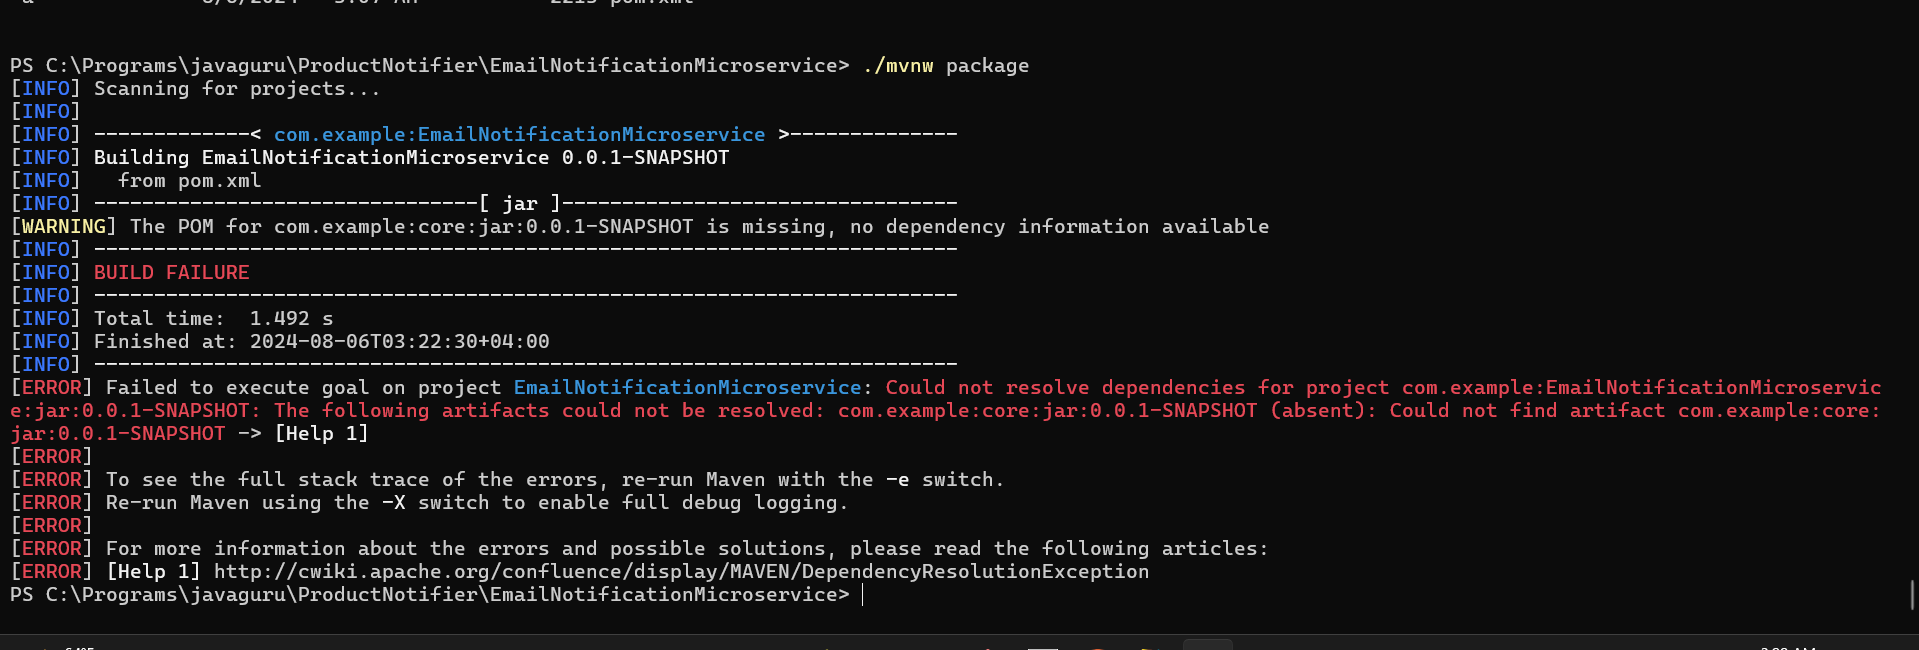 PS C:\Programs\javaguru\ProductNotifier\EmailNotificationMicroservice> ./mvnw package
[INFO] Scanning for projects...
[INFO]
[INFO] -------------< com.example:EmailNotificationMicroservice >--------------
[INFO] Building EmailNotificationMicroservice 0.0.1-SNAPSHOT
[INFO]   from pom.xml
[INFO] --------------------------------[ jar ]---------------------------------
[WARNING] The POM for com.example:core:jar:0.0.1-SNAPSHOT is missing, no dependency information available
[INFO] ------------------------------------------------------------------------
[INFO] BUILD FAILURE
[INFO] ------------------------------------------------------------------------
[INFO] Total time:  1.492 s
[INFO] Finished at: 2024-08-06T03:22:30+04:00
[INFO] ------------------------------------------------------------------------
[ERROR] Failed to execute goal on project EmailNotificationMicroservice: Could not resolve dependencies for project com.example:EmailNotificationMicroservic
e:jar:0.0.1-SNAPSHOT: The following artifacts could not be resolved: com.example:core:jar:0.0.1-SNAPSHOT (absent): Could not find artifact com.example:core:
jar:0.0.1-SNAPSHOT -> [Help 1]
[ERROR]
[ERROR] To see the full stack trace of the errors, re-run Maven with the -e switch.
[ERROR] Re-run Maven using the -X switch to enable full debug logging.
[ERROR]
[ERROR] For more information about the errors and possible solutions, please read the following articles:
[ERROR] [Help 1] http://cwiki.apache.org/confluence/display/MAVEN/DependencyResolutionException
PS C:\Programs\javaguru\ProductNotifier\EmailNotificationMicroservice>